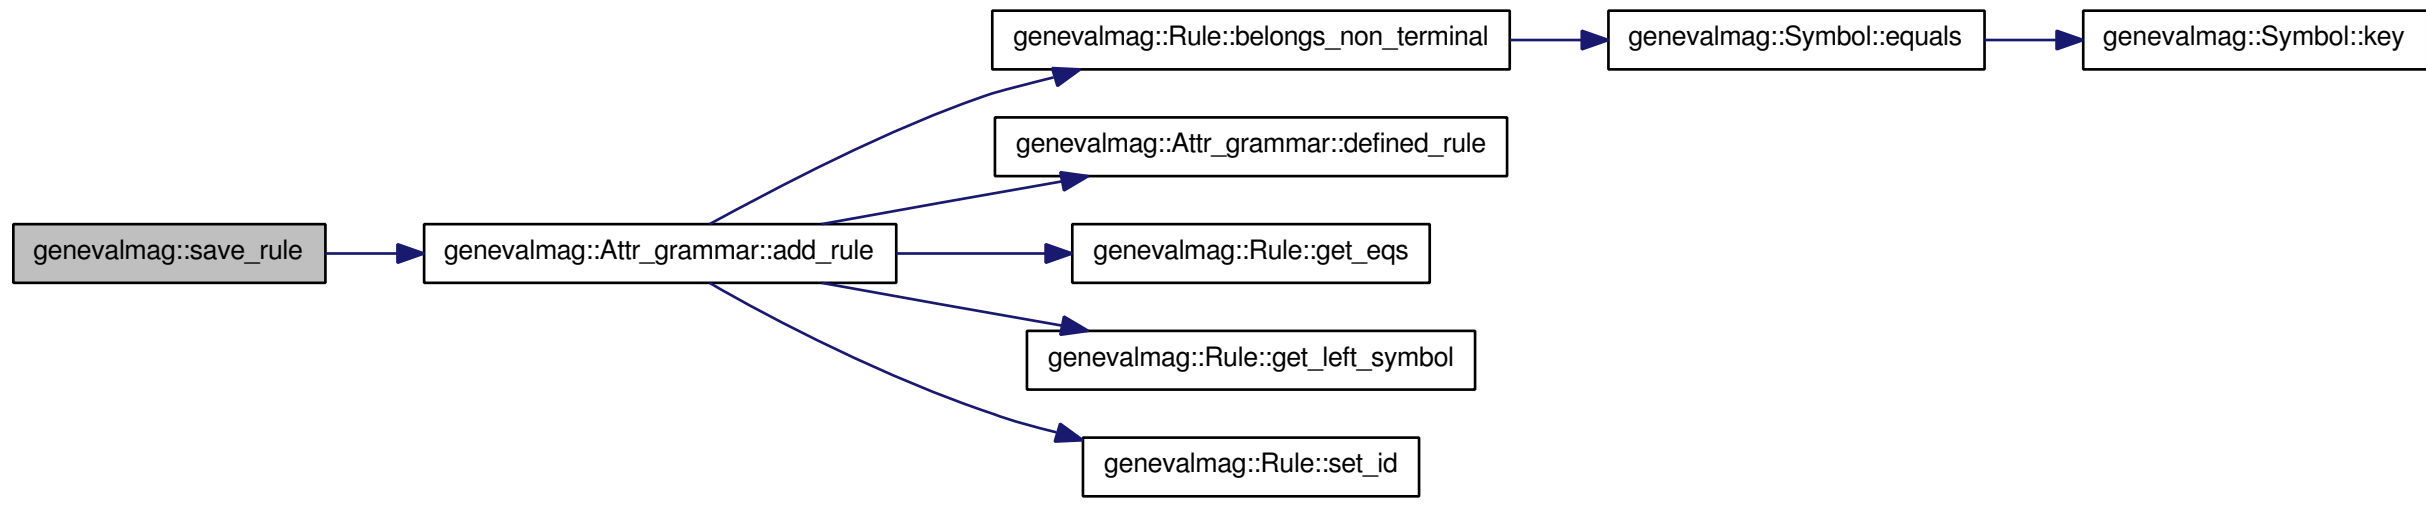 genevalmag::Rule::belongs_non_terminal
genevalmag::Symbol::equals
genevalmag::Symbol::key
genevalmag::Attr_grammar::defined_rule
genevalmag::save_rule
genevalmag::Attr_grammar::add_rule
genevalmag::Rule::get_eqs
genevalmag::Rule::get_left_symbol
genevalmag::Rule::set_id